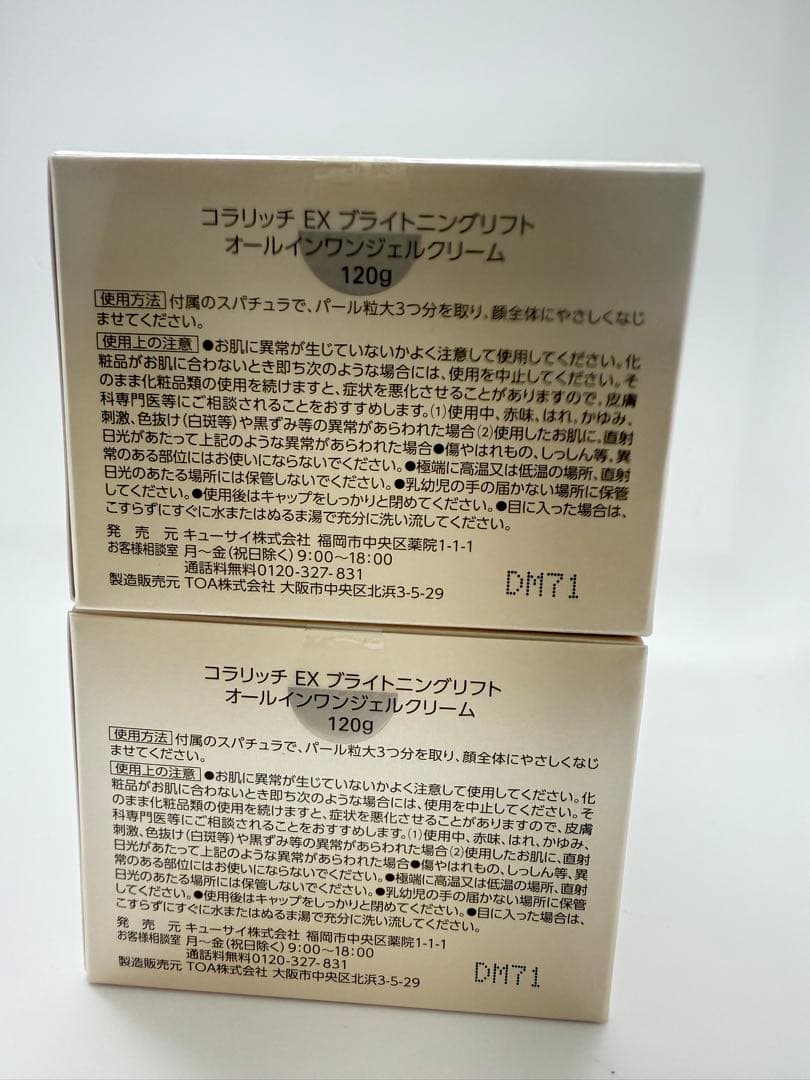 コラリッチ EX ブライトニングリフト
オールインワンジェルクリーム
120g
使用方法 付属のスパチュラで、パール粒大3つ分を取り、顔全体にやさしくなじ
ませてください。
使用上の注意 ●お肌に異常が生じていないかよく注意して使用してください。化
粧品がお肌に合わないとき即ち次のような場合には、使用を中止してください。そ
のまま化粧品類の使用を続けますと、症状を悪化させることがありますので、皮膚
科専門医等にご相談されることをおすすめします。(1)使用中、赤味、はれ、かゆみ、
刺激、色抜け(白斑等)や黒ずみ等の異常があらわれた場合(2)使用したお肌に、直射
日光があたって上記のような異常があらわれた場合●傷やはれもの、しっしん等、異
常のある部位にはお使いにならないでください。●極端に高温又は低温の場所、直射
日光のあたる場所には保管しないでください。●乳幼児の手の届かない場所に保管
してください。●使用後はキャップをしっかりと閉めてください。●目に入った場合は、
こすらずにすぐに水またはぬるま湯で充分に洗い流してください。
発 売 元 キューサイ株式会社 福岡市中央区薬院1-1-1
お客様相談室 月〜金(祝日除く)9:00〜18:00
通話料無料0120-327-831
製造販売元 TOA株式会社 大阪市中央区北浜3-5-29
DM71
コラリッチ EX ブライトニングリフト
オールインワンジェルクリーム
120g
使用方法 付属のスパチュラで、パール粒大3つ分を取り、顔全体にやさしくなじ
ませてください。
使用上の注意 ●お肌に異常が生じていないかよく注意して使用してください。化
粧品がお肌に合わないとき即ち次のような場合には、使用を中止してください。そ
のまま化粧品類の使用を続けますと、症状を悪化させることがありますので、皮膚
科専門医等にご相談されることをおすすめします。(1)使用中、赤味、はれ、かゆみ、
刺激、色抜け(白斑等)や黒ずみ等の異常があらわれた場合(2)使用したお肌に、直射
日光があたって上記のような異常があらわれた場合●傷やはれもの、しっしん等、異
常のある部位にはお使いにならないでください。●極端に高温又は低温の場所、直射
日光のあたる場所には保管しないでください。●乳幼児の手の届かない場所に保管
してください。●使用後はキャップをしっかりと閉めてください。●目に入った場合は、
こすらずにすぐに水またはぬるま湯で充分に洗い流してください。
発 売 元 キューサイ株式会社 福岡市中央区薬院1-1-1
お客様相談室 月〜金(祝日除く)9:00〜18:00
通話料無料0120-327-831
製造販売元 TOA株式会社 大阪市中央区北浜3-5-29
DM71